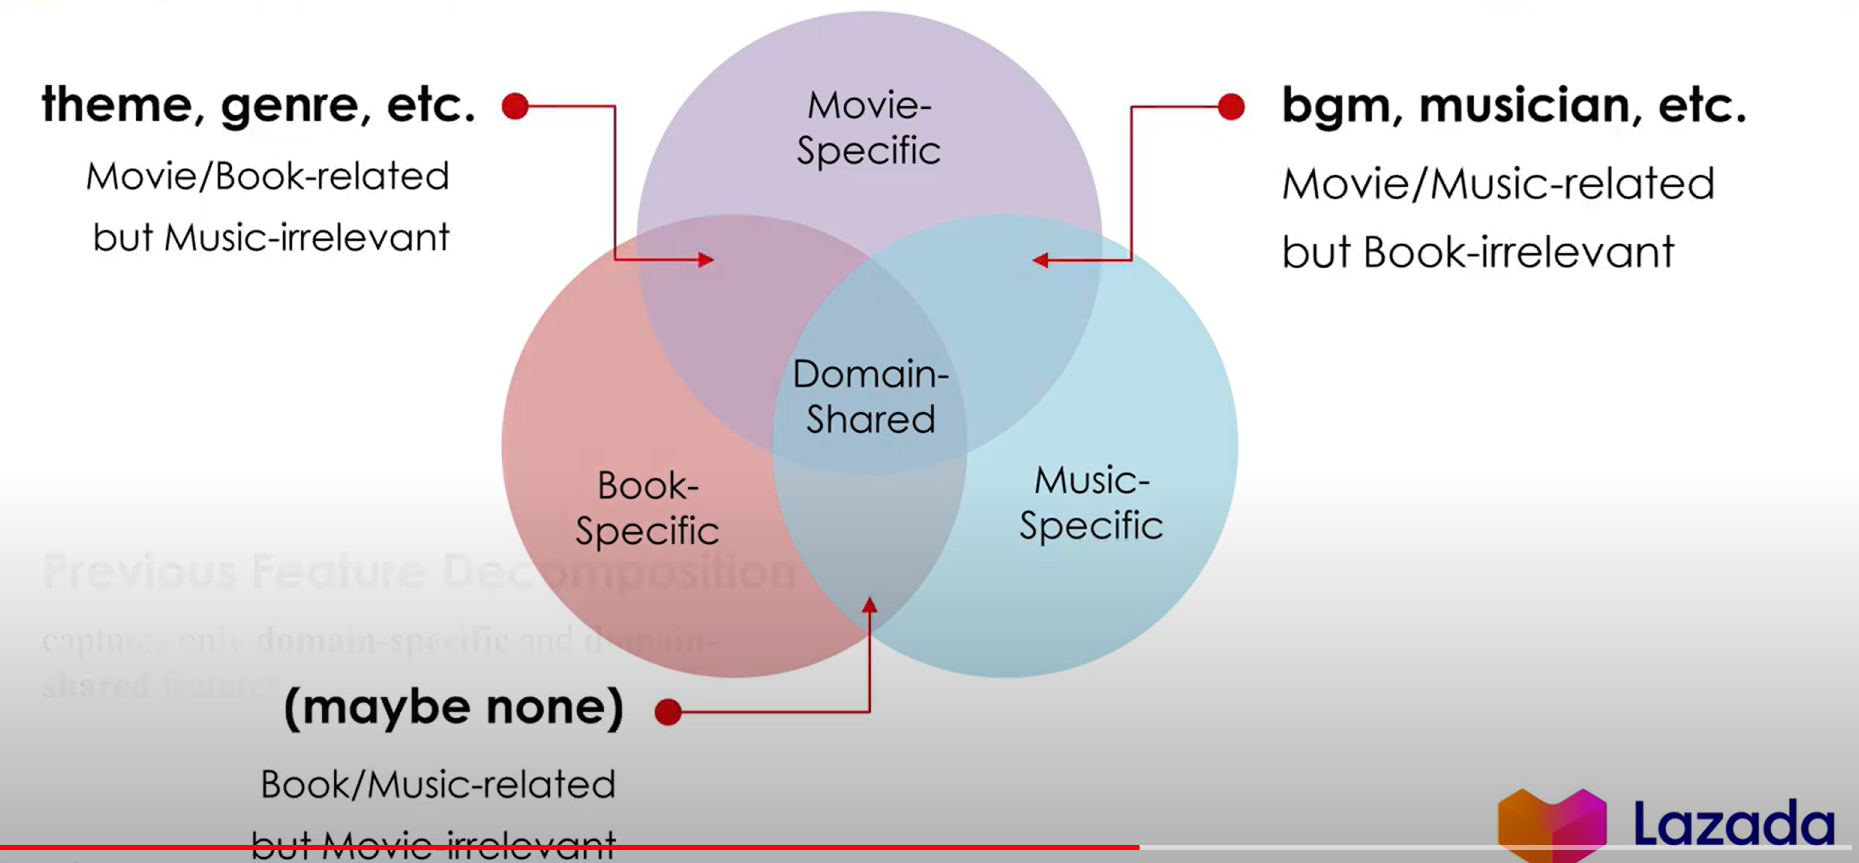 theme, genre, etc.
Movie/Book-related
but Music-irrelevant
Movie-
Specific
bgm, musician, etc.
Movie/Music-related
but Book-irrelevant
Domain-
Shared
Book-
Specific
Music-
Specific
Previous Feature Decomposition
captures only domain-specific and domain-
shared features
(maybe none)
Book/Music-related
but Movie-irrelevant
Lazada